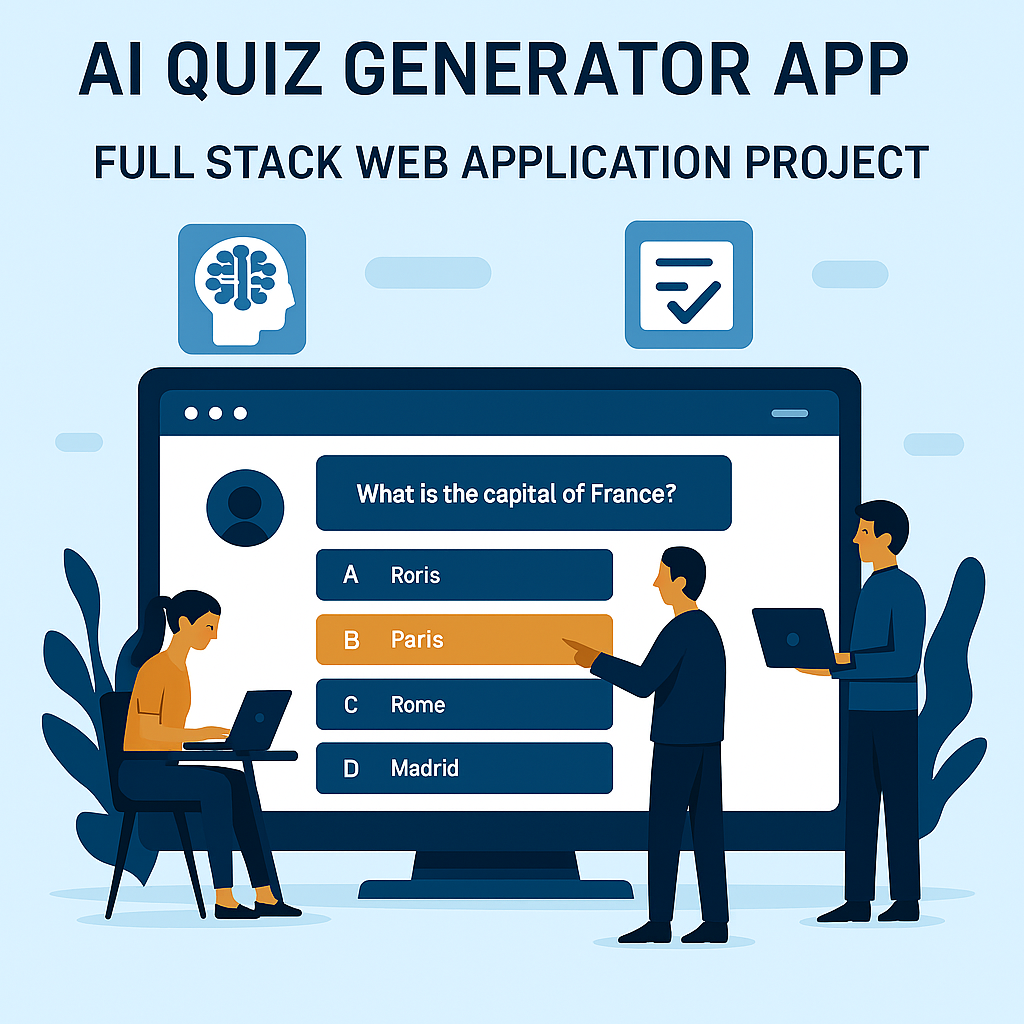 AI QUIZ GENERATOR APP
FULL STACK WEB APPLICATION PROJECT
What is the capital of France?
A Roris
B Paris
C Rome
D Madrid